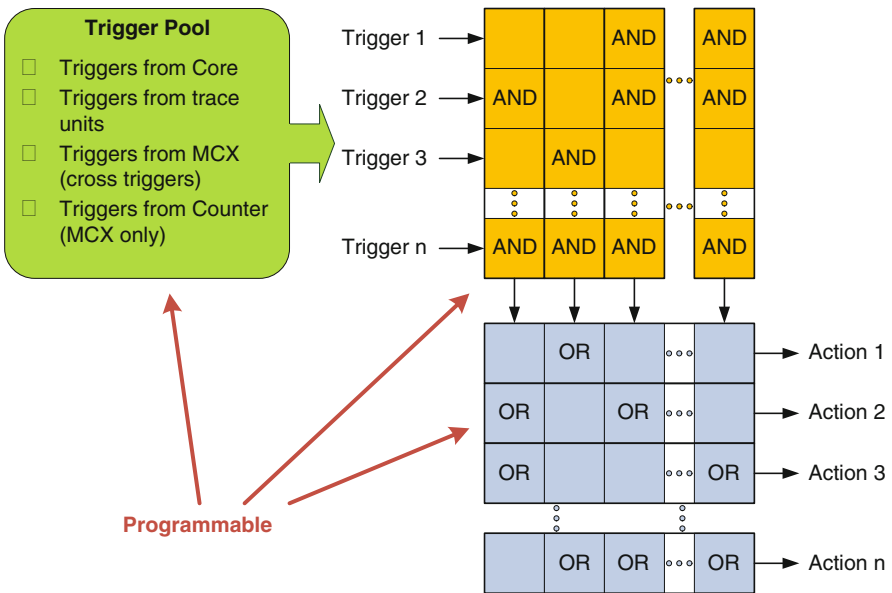 Trigger Pool
Triggers from Core
Triggers from trace
units
Triggers from MCX
(cross triggers)
Triggers from Counter
(MCX only)
Trigger 1
AND AND
Trigger 2
AND AND AND
Trigger 3
AND
Trigger n
AND AND AND AND
OR
Action 1
OR OR
Action 2
OR OR
Action 3
OR OR OR
Action n
Programmable